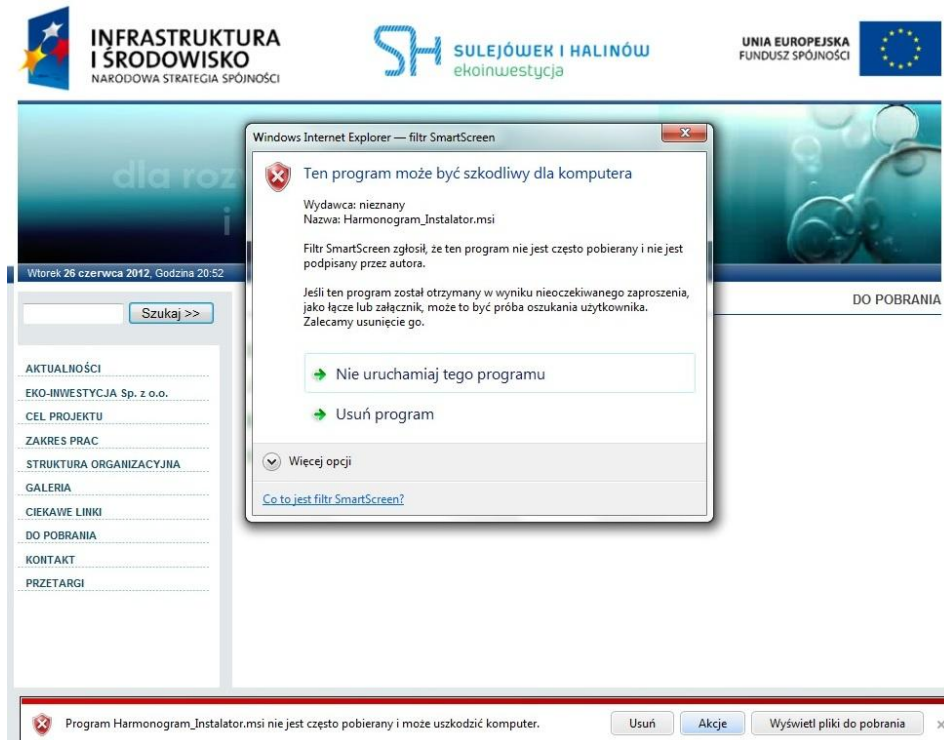 INFRASTRUKTURA
I ŚRODOWISKO
NARODOWA STRATEGIA SPÓJNOŚCI
SH
SULEJÓWEK I HALINÓW
ekoinwestycja
UNIA EUROPEJSKA
FUNDUSZ SPÓJNOŚCI
dla roz
i
Wtorek 26 czerwca 2012, Godzina 20:52
Szukaj >>
AKTUALNOŚCI
EKO-INWESTYCJA Sp. z o.o.
CEL PROJEKTU
ZAKRES PRAC
STRUKTURA ORGANIZACYJNA
GALERIA
CIEKAWE LINKI
DO POBRANIA
KONTAKT
PRZETARGI
DO POBRANIA
Windows Internet Explorer — filtr SmartScreen
Ten program może być szkodliwy dla komputera
Wydawca: nieznany
Nazwa: Harmonogram_Instalator.msi
Filtr SmartScreen zgłosił, że ten program nie jest często pobierany i nie jest
podpisany przez autora.
Jeśli ten program został otrzymany w wyniku nieoczekiwanego zaproszenia,
jako łącze lub załącznik, może to być próba oszukania użytkownika.
Zalecamy usunięcie go.
Nie uruchamiaj tego programu
Usuń program
Więcej opcji
Co to jest filtr SmartScreen?
Program Harmonogram_Instalator.msi nie jest często pobierany i może uszkodzić komputer.
Usuń
Akcje
Wyświetl pliki do pobrania